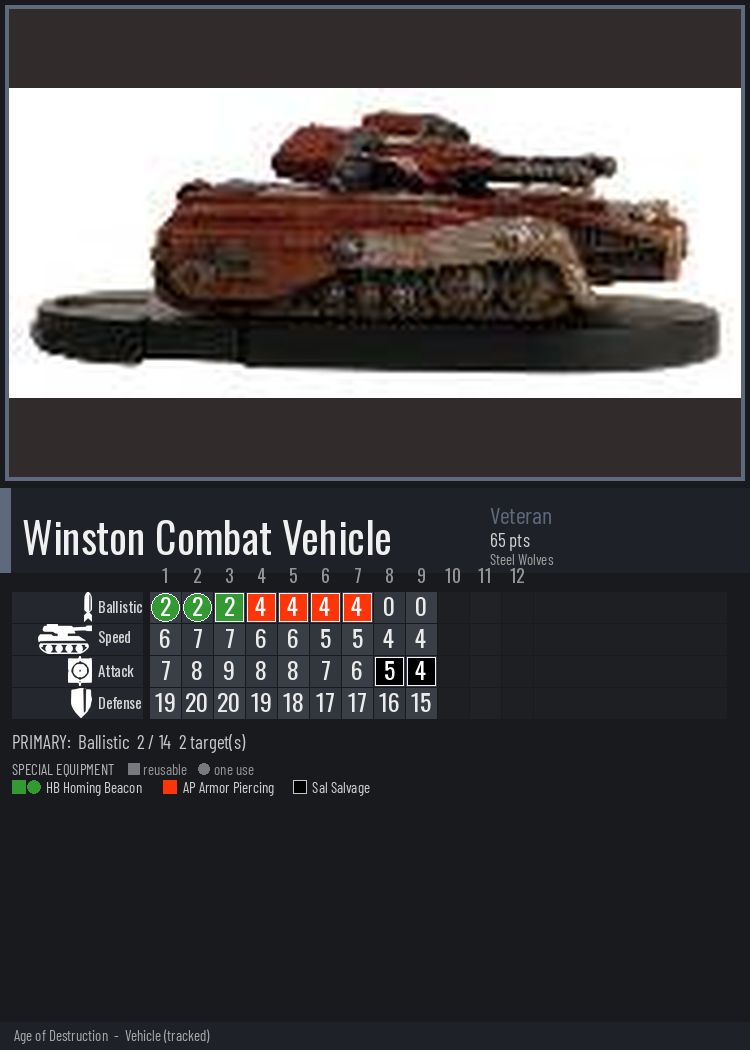 Winston Combat Vehicle
Veteran
65 pts
Steel Wolves
1 2 3 4 5 6 7 8 9 10 11 12
Ballistic 2 2 2 4 4 4 4 0 0
Speed 6 7 7 6 6 5 5 4 4
Attack 7 8 9 8 8 7 6 5 4
Defense 19 20 20 19 18 17 17 16 15
PRIMARY: Ballistic 2 / 14 2 target(s)
SPECIAL EQUIPMENT reusable one use
HB Homing Beacon AP Armor Piercing Sal Salvage
Age of Destruction - Vehicle (tracked)